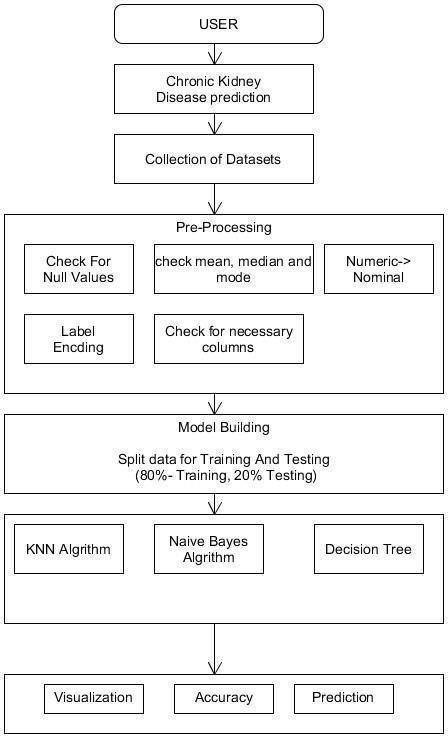 USER
Chronic Kidney
Disease prediction
Collection of Datasets
Pre-Processing
Check For
Null Values
check mean, median and
mode
Numeric->
Nominal
Label
Encding
Check for necessary
columns
Model Building
Split data for Training And Testing
(80%- Training, 20% Testing)
KNN Algrithm
Naive Bayes
Algrithm
Decision Tree
Visualization
Accuracy
Prediction